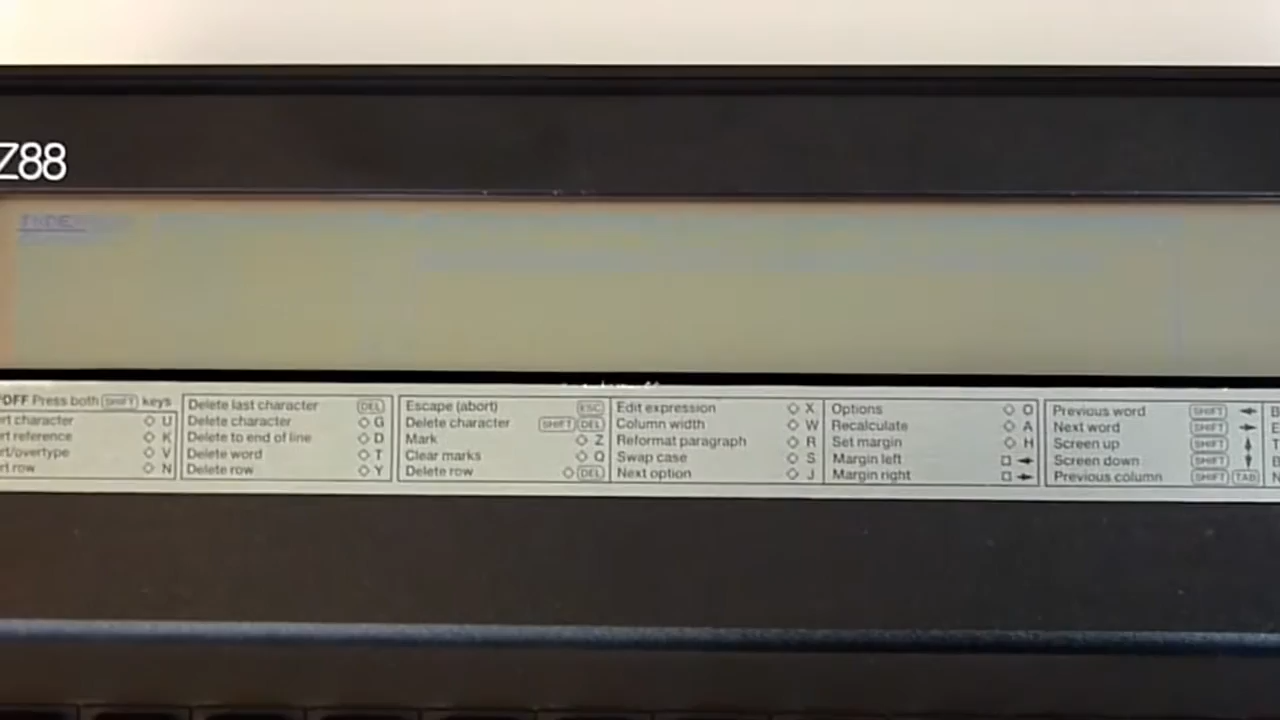 Z88
INDEX
OFF Press both SHIFT keys
rt character ◇ U
rt reference ◇ K
rt/overtype ◇ V
rt row ◇ N
Delete last character DEL
Delete character ◇ G
Delete to end of line ◇ D
Delete word ◇ T
Delete row ◇ Y
Escape (abort) ESC
Delete character SHIFT DEL
Mark ◇ Z
Clear marks ◇ Q
Delete row ◇ DEL
Edit expression ◇ X
Column width ◇ W
Reformat paragraph ◇ R
Swap case ◇ S
Next option ◇ J
Options ◇ O
Recalculate ◇ A
Set margin ◇ H
Margin left □
Margin right □
Previous word SHIFT
Next word SHIFT
Screen up SHIFT
Screen down SHIFT
Previous column SHIFT TAB
B
E
T
B
N